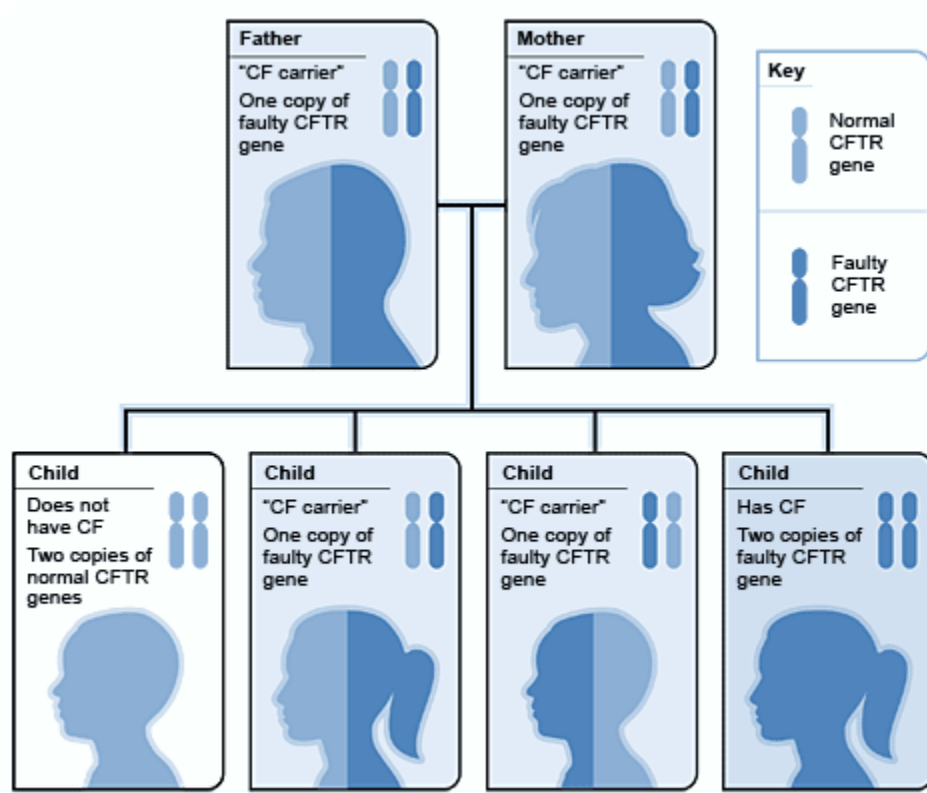 Father
"CF carrier"
One copy of
faulty CFTR
gene
Mother
"CF carrier"
One copy of
faulty CFTR
gene
Key
Normal
CFTR
gene
Faulty
CFTR
gene
Child
Does not
have CF
Two copies of
normal CFTR
genes
Child
"CF carrier"
One copy of
faulty CFTR
gene
Child
"CF carrier"
One copy of
faulty CFTR
gene
Child
Has CF
Two copies of
faulty CFTR
gene